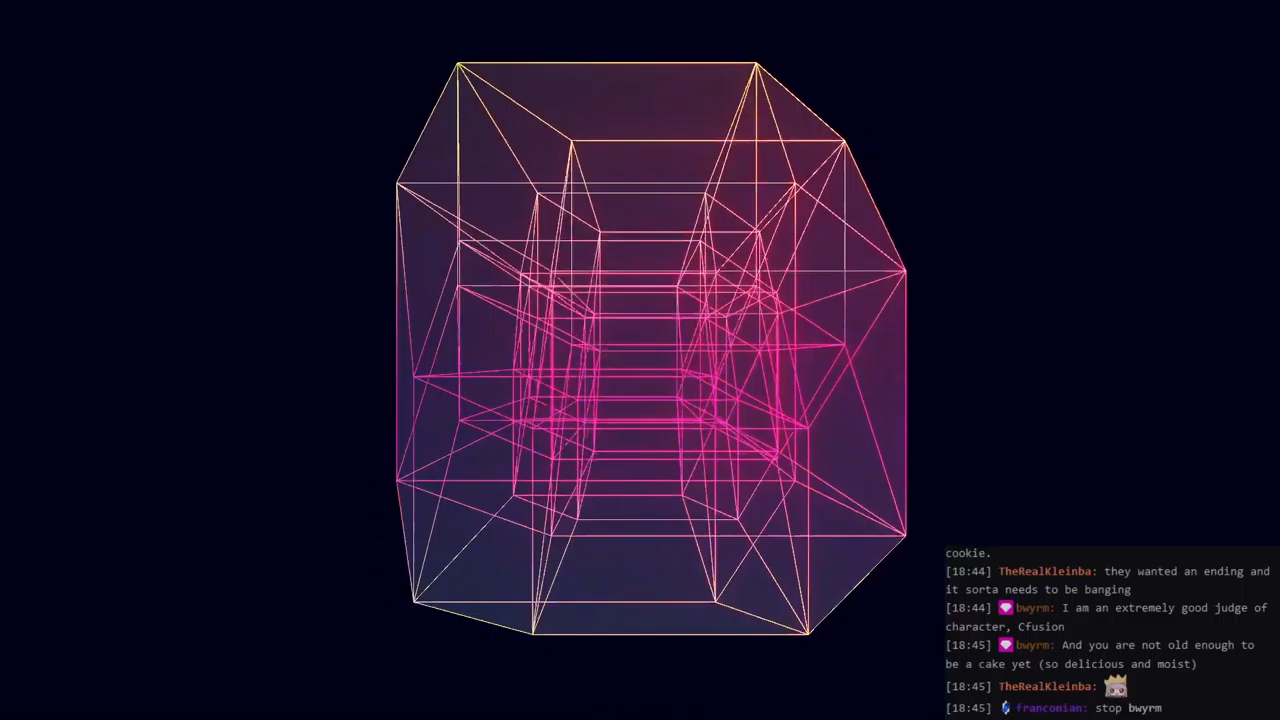 cookie.
[18:44] TheRealKleinba: they wanted an ending and
it sorta needs to be banging
[18:44] bwyrm: I am an extremely good judge of
character, Cfusion
[18:45] bwyrm: And you are not old enough to
be a cake yet (so delicious and moist)
[18:45] TheRealKleinba:
[18:45] franconian: stop bwyrm